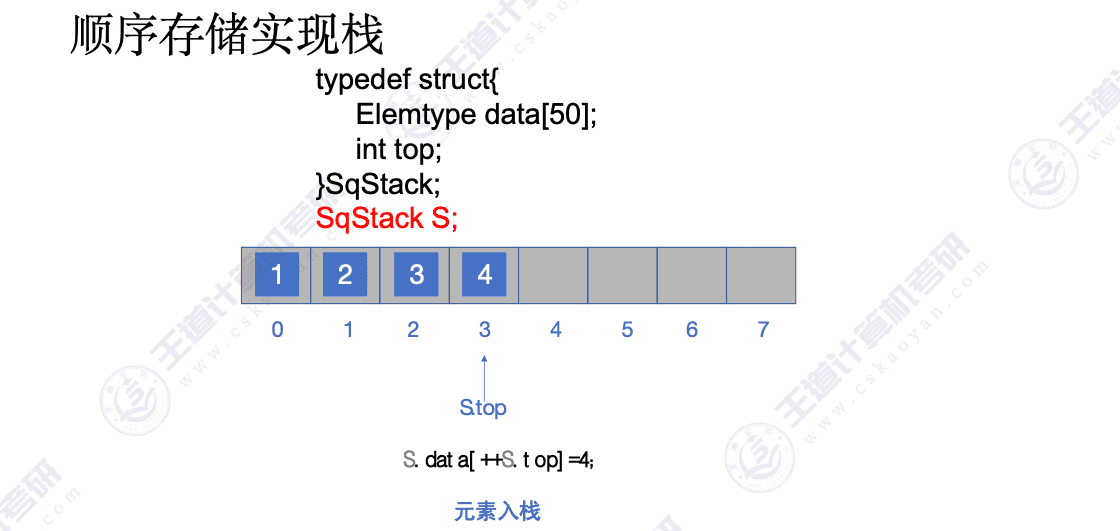 顺序存储实现栈
typedef struct{
Elemtype data[50];
int top;
}SqStack;
SqStack S;
1 2 3 4
0 1 2 3 4 5 6 7
S.top
S. dat a[ ++S. t op] =4;
元素入栈
王道计算机考研
www.cskaoyan.com